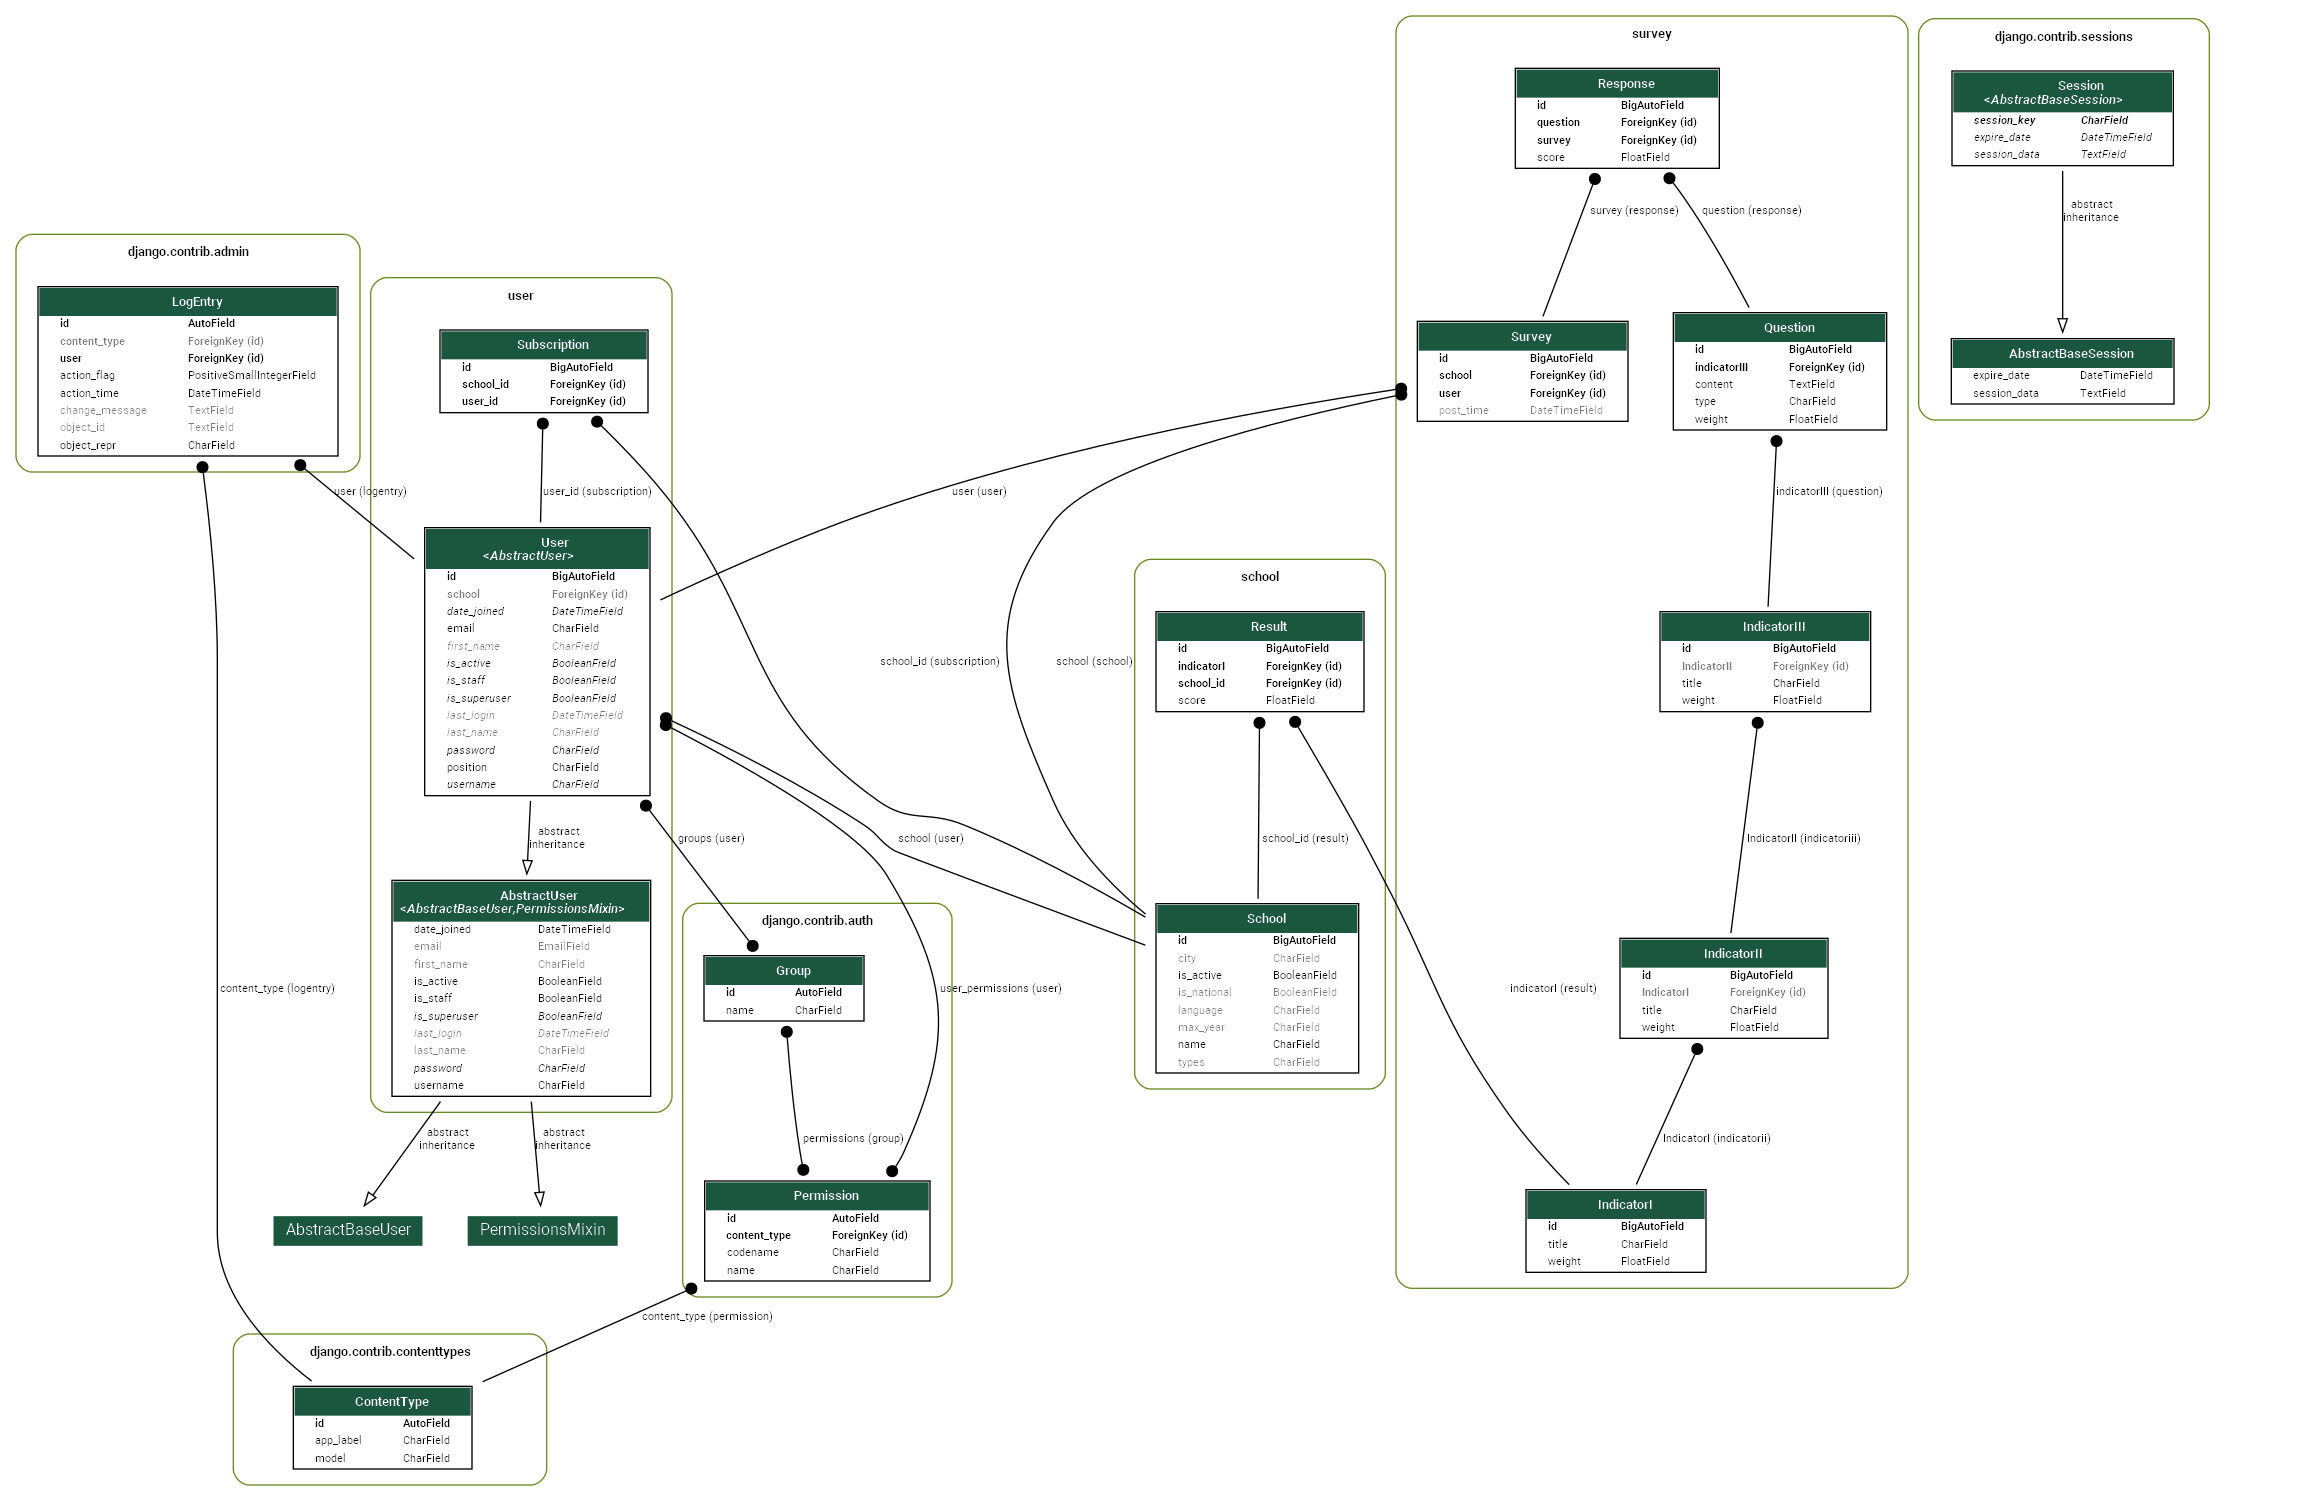 django.contrib.admin
LogEntry
id AutoField
content_type ForeignKey (id)
user ForeignKey (id)
action_flag PositiveSmallIntegerField
action_time DateTimeField
change_message TextField
object_id TextField
object_repr CharField
user (logentry)
content_type (logentry)
user
Subscription
id BigAutoField
school_id ForeignKey (id)
user_id ForeignKey (id)
user_id (subscription)
User
<AbstractUser>
id BigAutoField
school ForeignKey (id)
date_joined DateTimeField
email CharField
first_name CharField
is_active BooleanField
is_staff BooleanField
is_superuser BooleanField
last_login DateTimeField
last_name CharField
password CharField
position CharField
username CharField
abstract
inheritance
groups (user)
AbstractUser
<AbstractBaseUser,PermissionsMixin>
date_joined DateTimeField
email EmailField
first_name CharField
is_active BooleanField
is_staff BooleanField
is_superuser BooleanField
last_login DateTimeField
last_name CharField
password CharField
username CharField
abstract
inheritance
abstract
inheritance
AbstractBaseUser
PermissionsMixin
django.contrib.auth
Group
id AutoField
name CharField
permissions (group)
user_permissions (user)
Permission
id AutoField
content_type ForeignKey (id)
codename CharField
name CharField
content_type (permission)
django.contrib.contenttypes
ContentType
id AutoField
app_label CharField
model CharField
user (user)
school_id (subscription)
school (school)
school (user)
school
Result
id BigAutoField
indicatorI ForeignKey (id)
school_id ForeignKey (id)
score FloatField
school_id (result)
School
id BigAutoField
city CharField
is_active BooleanField
is_national BooleanField
language CharField
max_year CharField
name CharField
types CharField
survey
Response
id BigAutoField
question ForeignKey (id)
survey ForeignKey (id)
score FloatField
survey (response)
question (response)
Survey
id BigAutoField
school ForeignKey (id)
user ForeignKey (id)
post_time DateTimeField
Question
id BigAutoField
indicatorIII ForeignKey (id)
content TextField
type CharField
weight FloatField
indicatorIII (question)
IndicatorIII
id BigAutoField
IndicatorII ForeignKey (id)
title CharField
weight FloatField
IndicatorII (indicatoriii)
IndicatorII
id BigAutoField
IndicatorI ForeignKey (id)
title CharField
weight FloatField
indicatorI (result)
IndicatorI (indicatorii)
IndicatorI
id BigAutoField
title CharField
weight FloatField
django.contrib.sessions
Session
<AbstractBaseSession>
session_key CharField
expire_date DateTimeField
session_data TextField
abstract
inheritance
AbstractBaseSession
expire_date DateTimeField
session_data TextField